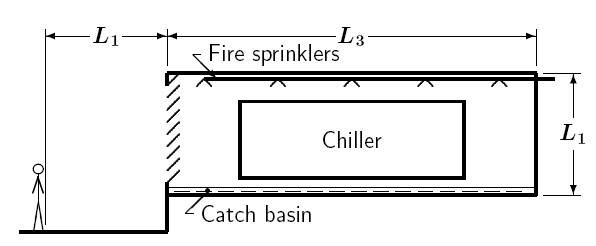 L₁ L₃
Fire sprinklers
Chiller
L₁
Catch basin